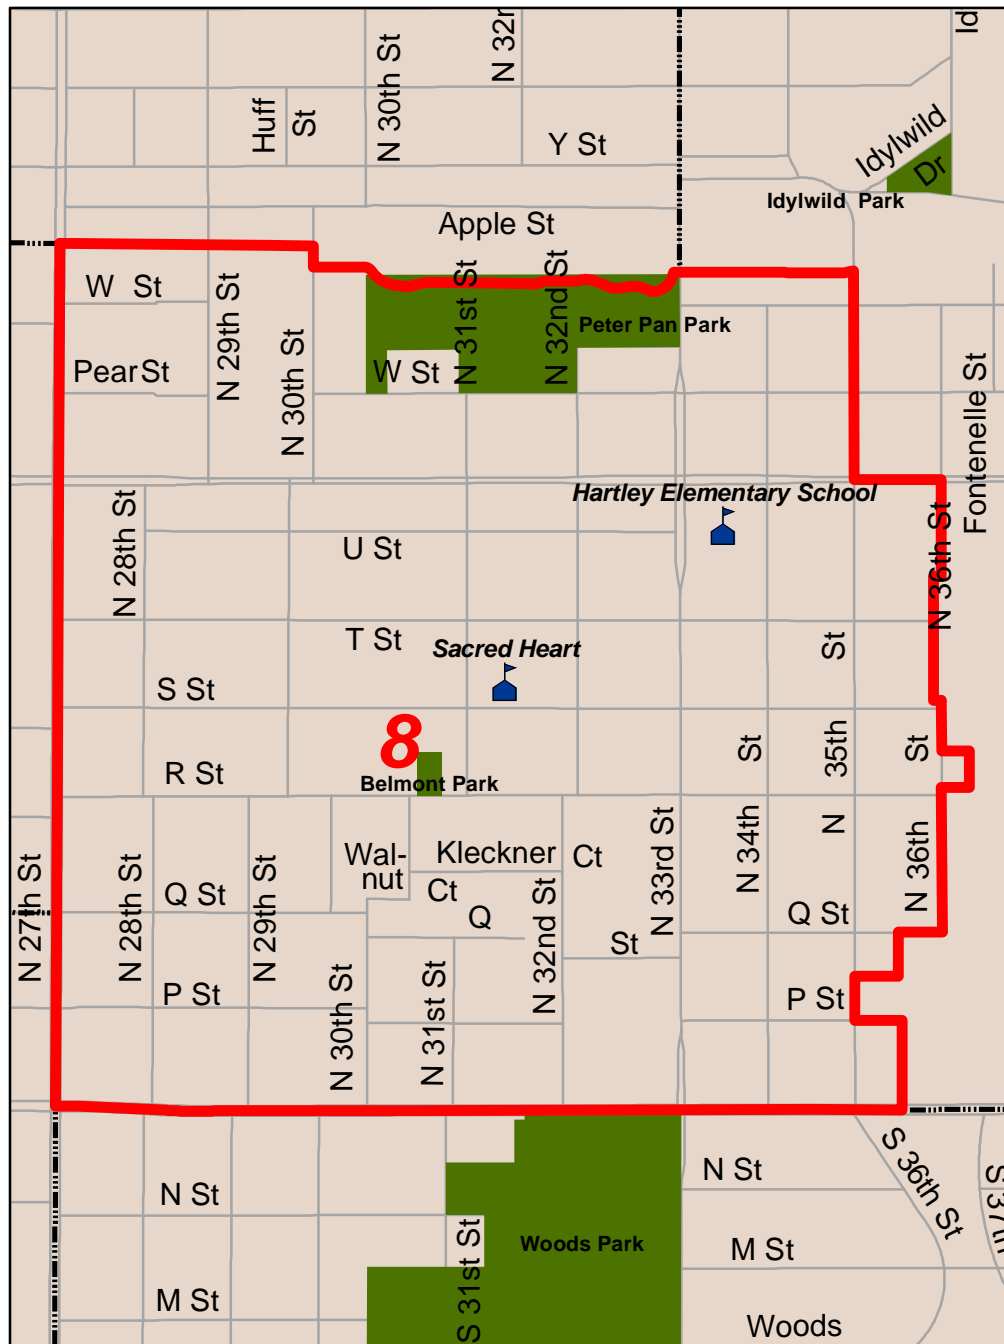 Id
N 32r
N 30th St
Huff
St
Y St
Idylwild
Dr
Idylwild Park
Apple St
W St
N 29th St
N 30th St
N 31st St
N 32nd St
Peter Pan Park
Pear St
W St
Fontenelle St
Hartley Elementary School
N 28th St
U St
N 36th St
T St
Sacred Heart
St
S St
8
R St
Belmont Park
St
35th
N
St
N 36th
N 34th
N 33rd St
Wal-
nut
Kleckner
Ct
Ct
Q
St
N 32nd St
N 27th St
N 28th St
Q St
N 29th St
Q St
P St
N 30th St
N 31st St
P St
N St
N St
S 36th St
S 37th
Woods Park
S 31st St
M St
M St
Woods